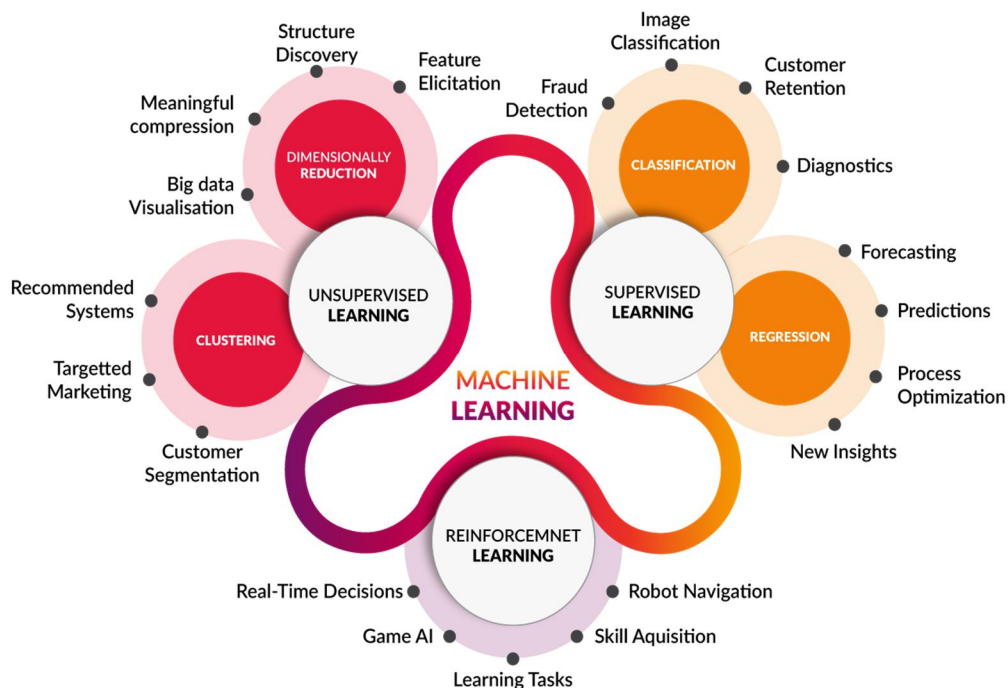 Structure
Discovery
Feature
Elicitation
Meaningful
compression
DIMENSIONALLY
REDUCTION
Big data
Visualisation
Recommended
Systems
CLUSTERING
Targetted
Marketing
Customer
Segmentation
UNSUPERVISED
LEARNING
Image
Classification
Customer
Retention
Fraud
Detection
CLASSIFICATION
Diagnostics
SUPERVISED
LEARNING
Forecasting
Predictions
REGRESSION
Process
Optimization
New Insights
MACHINE
LEARNING
REINFORCEMNET
LEARNING
Real-Time Decisions
Robot Navigation
Game AI
Skill Aquisition
Learning Tasks